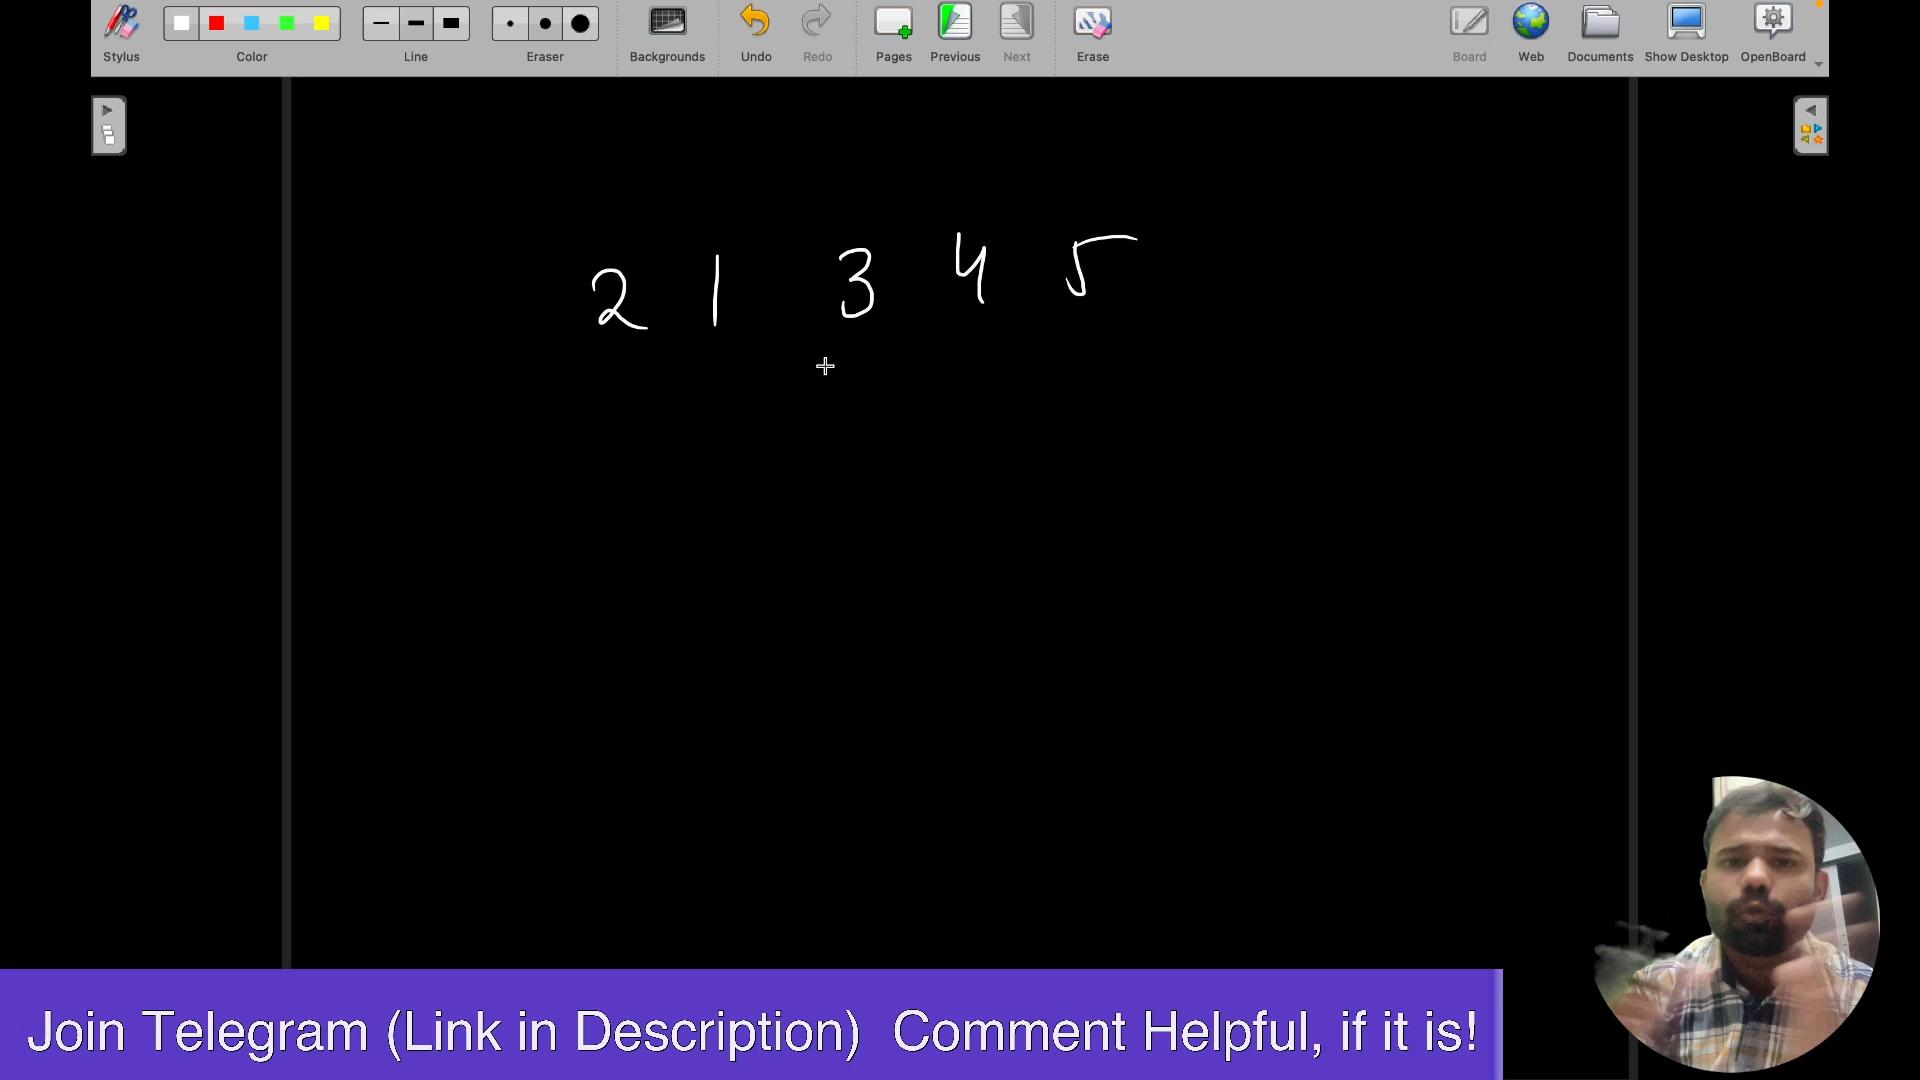 Stylus Color Line Eraser Backgrounds Undo Redo Pages Previous Next Erase Board Web Documents Show Desktop OpenBoard
2 1 3 4 5
Join Telegram (Link in Description) Comment Helpful, if it is!